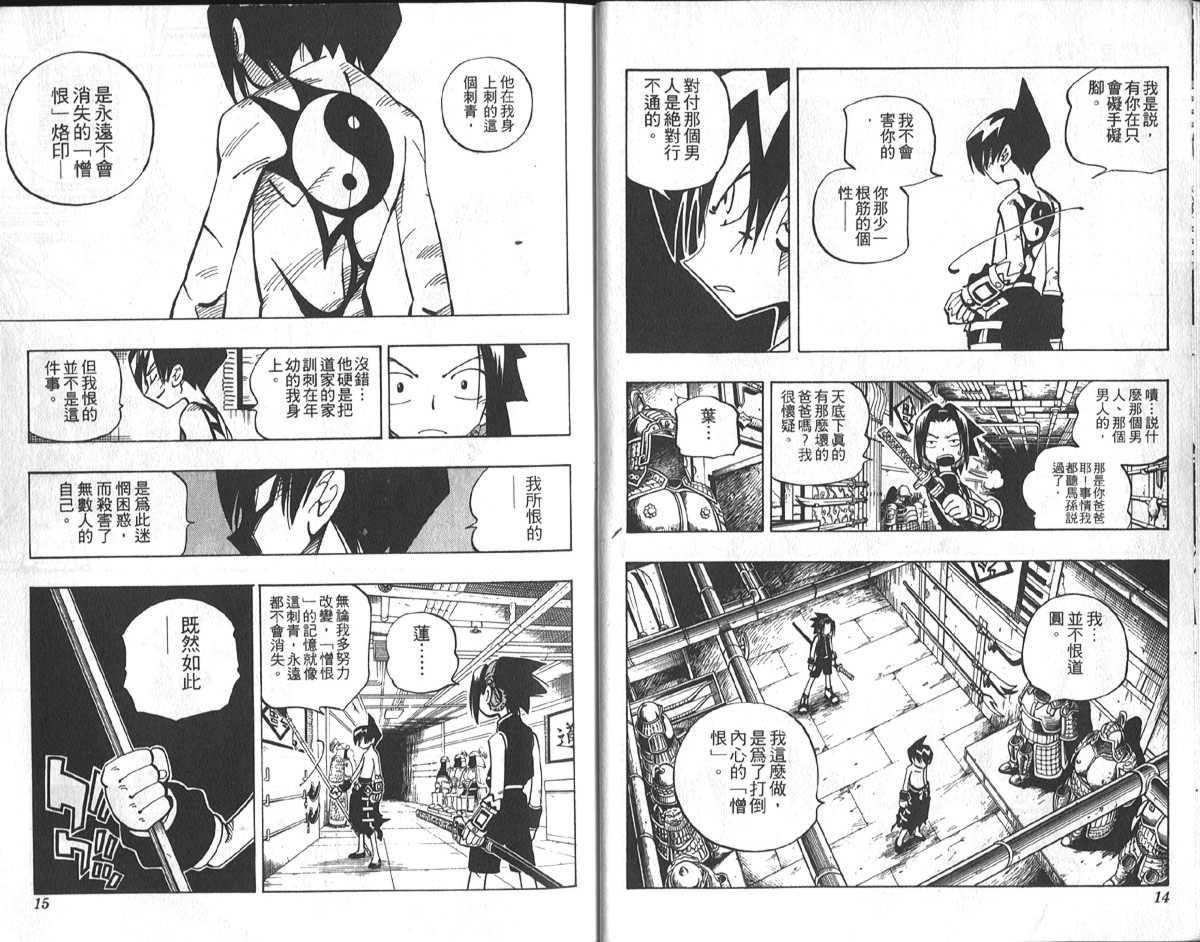 我是說，
有你在只
會礙手礙
腳。
我不會
害你的
，
你那少一
根筋的個
性——
對付那個男
人是絕對行
不通的。
嘖…說什
麼那個男
人、那個
男人的，
那是你爸爸
耶！事情我
都聽馬孫說
過了，
天底下真的
有那麼壞的
爸爸嗎？我
很懷疑。
葉…
我…
並不恨道
圓。
我這麼做，
是為了打倒
內心的「憎
恨」。
14
他在我身
上刺的這
個刺青，
是永遠不會
消失的「憎
恨」烙印——
沒錯…
他硬是把
道家的家
訓刺在年
幼的我身
上。
但我恨的
並不是這
件事。
我所恨的
——
是為此迷
惘困惑，
而殺害了
無數人的
自己。
蓮……
道
無論我多努力
改變，「憎恨
」的記憶就像
這刺青，永遠
都不會消失。
既然如此
——
15